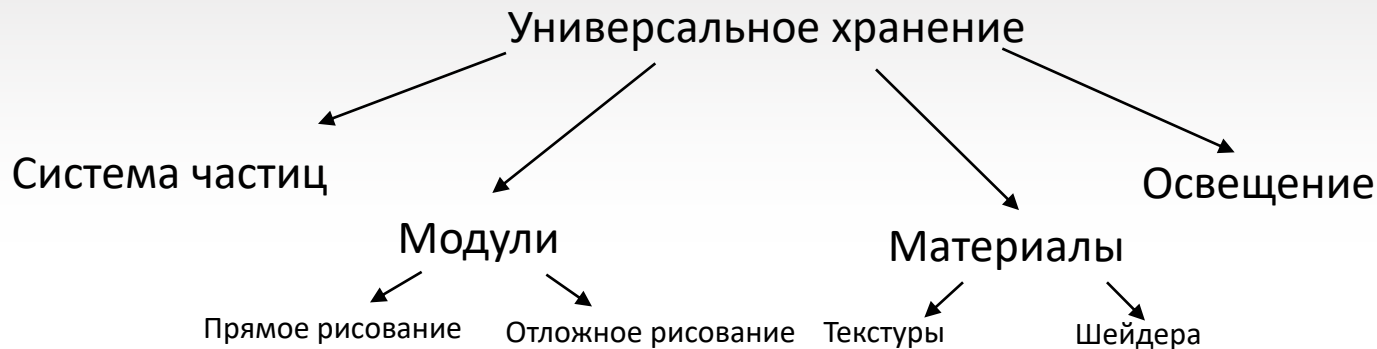 Универсальное хранение
Система частиц
Освещение
Модули
Материалы
Прямое рисование
Отложное рисование
Текстуры
Шейдера